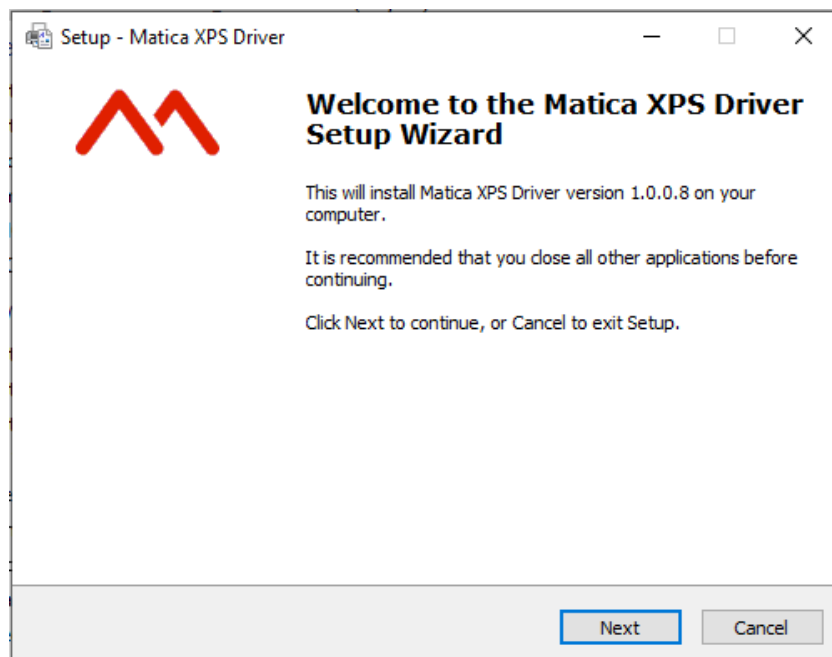 Setup - Matica XPS Driver
Welcome to the Matica XPS Driver
Setup Wizard
This will install Matica XPS Driver version 1.0.0.8 on your
computer.
It is recommended that you close all other applications before
continuing.
Click Next to continue, or Cancel to exit Setup.
Next
Cancel